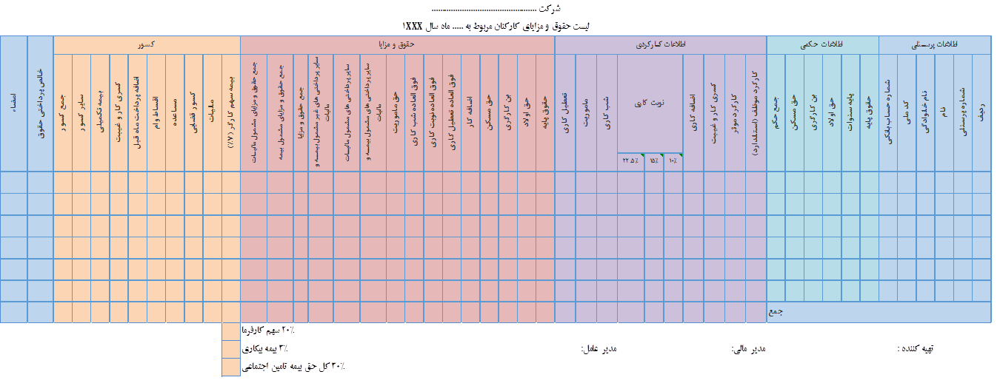 شرکت ................................................
لیست حقوق و مزایای کارکنان مربوط به ..... ماه سال ۱XXX
اطلاعات پرسنلی
اطلاعات حکمی
اطلاعات کارکردی
حقوق و مزایا
کسور
ردیف
شماره پرسنلی
نام
نام خانوادگی
کد ملی
شماره حساب بانکی
حقوق پایه
پایه سنوات
حق اولاد
بن کارگری
حق مسکن
جمع حکم
کارکرد موظف (استاندارد)
کارکرد موثر
کسری کار و غیبت
اضافه کاری
نوبت کاری
۱۰٪
۱۵٪
۲۲.۵٪
شب کاری
ماموریت
تعطیل کاری
حقوق پایه
حق اولاد
بن کارگری
حق مسکن
اضافه کار
فوق العاده تعطیل کاری
فوق العاده نوبت کاری
فوق العاده شب کاری
حق ماموریت
سایر پرداختی های مشمول بیمه و مالیات
سایر پرداختی های مشمول مالیات
سایر پرداختی های غیر مشمول بیمه و مالیات
جمع حقوق و مزایا
جمع حقوق و مزایای مشمول بیمه
جمع حقوق و مزایای مشمول مالیات
بیمه سهم کارگر (۷٪)
مالیات
کسور قضایی
مساعده
اقساط وام
اضافه پرداخت ماه قبل
کسری کار و غیبت
بیمه تکمیلی
سایر کسور
جمع کسور
خالص پرداختی حقوق
امضاء
جمع
۲۰٪ سهم کارفرما
۳٪ بیمه بیکاری
۳۰٪ کل حق بیمه تامین اجتماعی
تهیه کننده :
مدیر مالی:
مدیر عامل: